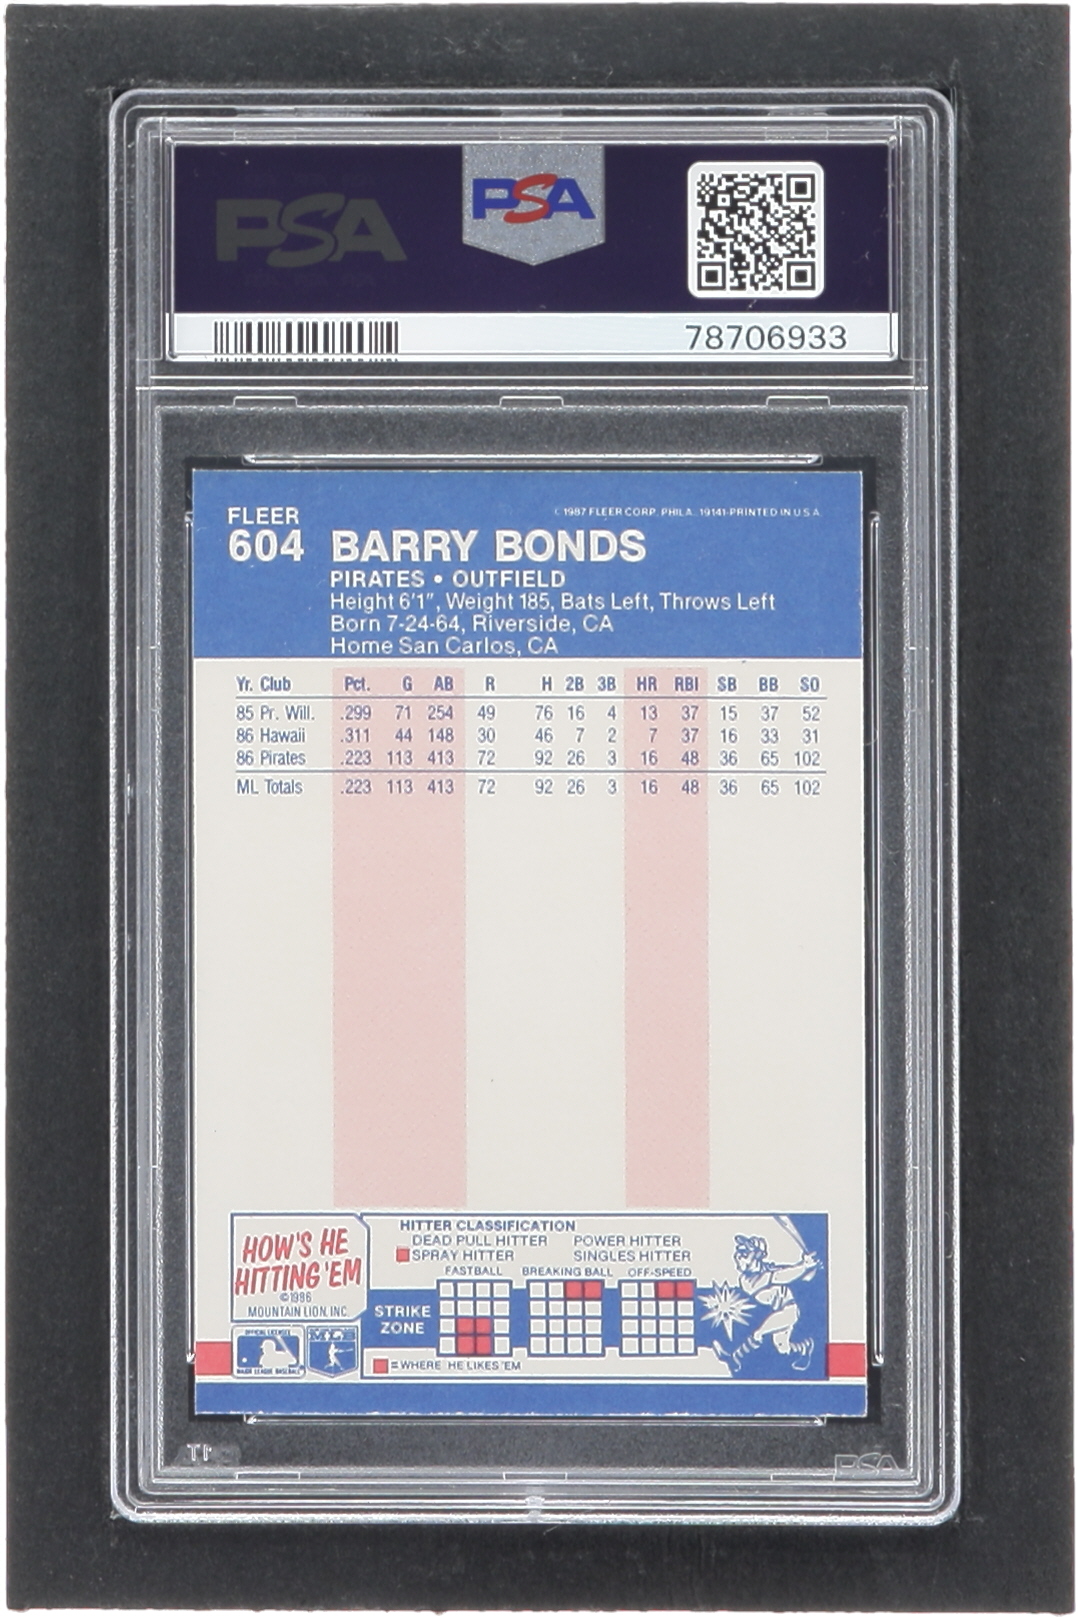 PSA
PSA
78706933
FLEER
© 1987 FLEER CORP. PHILA. 19141-PRINTED IN U.S.A.
604 BARRY BONDS
PIRATES • OUTFIELD
Height 6'1", Weight 185, Bats Left, Throws Left
Born 7-24-64, Riverside, CA
Home San Carlos, CA
Yr. Club Pct. G AB R H 2B 3B HR RBI SB BB SO
85 Pr. Will. .299 71 254 49 76 16 4 13 37 15 37 52
86 Hawaii .311 44 148 30 46 7 2 7 37 16 33 31
86 Pirates .223 113 413 72 92 26 3 16 48 36 65 102
ML Totals .223 113 413 72 92 26 3 16 48 36 65 102
HOW'S HE
HITTING 'EM
©1986
MOUNTAIN LION, INC.
HITTER CLASSIFICATION
DEAD PULL HITTER POWER HITTER
SPRAY HITTER SINGLES HITTER
FASTBALL BREAKING BALL OFF-SPEED
STRIKE
ZONE
= WHERE HE LIKES 'EM
OFFICIAL LICENSEE
MAJOR LEAGUE BASEBALL
MLB
PSA